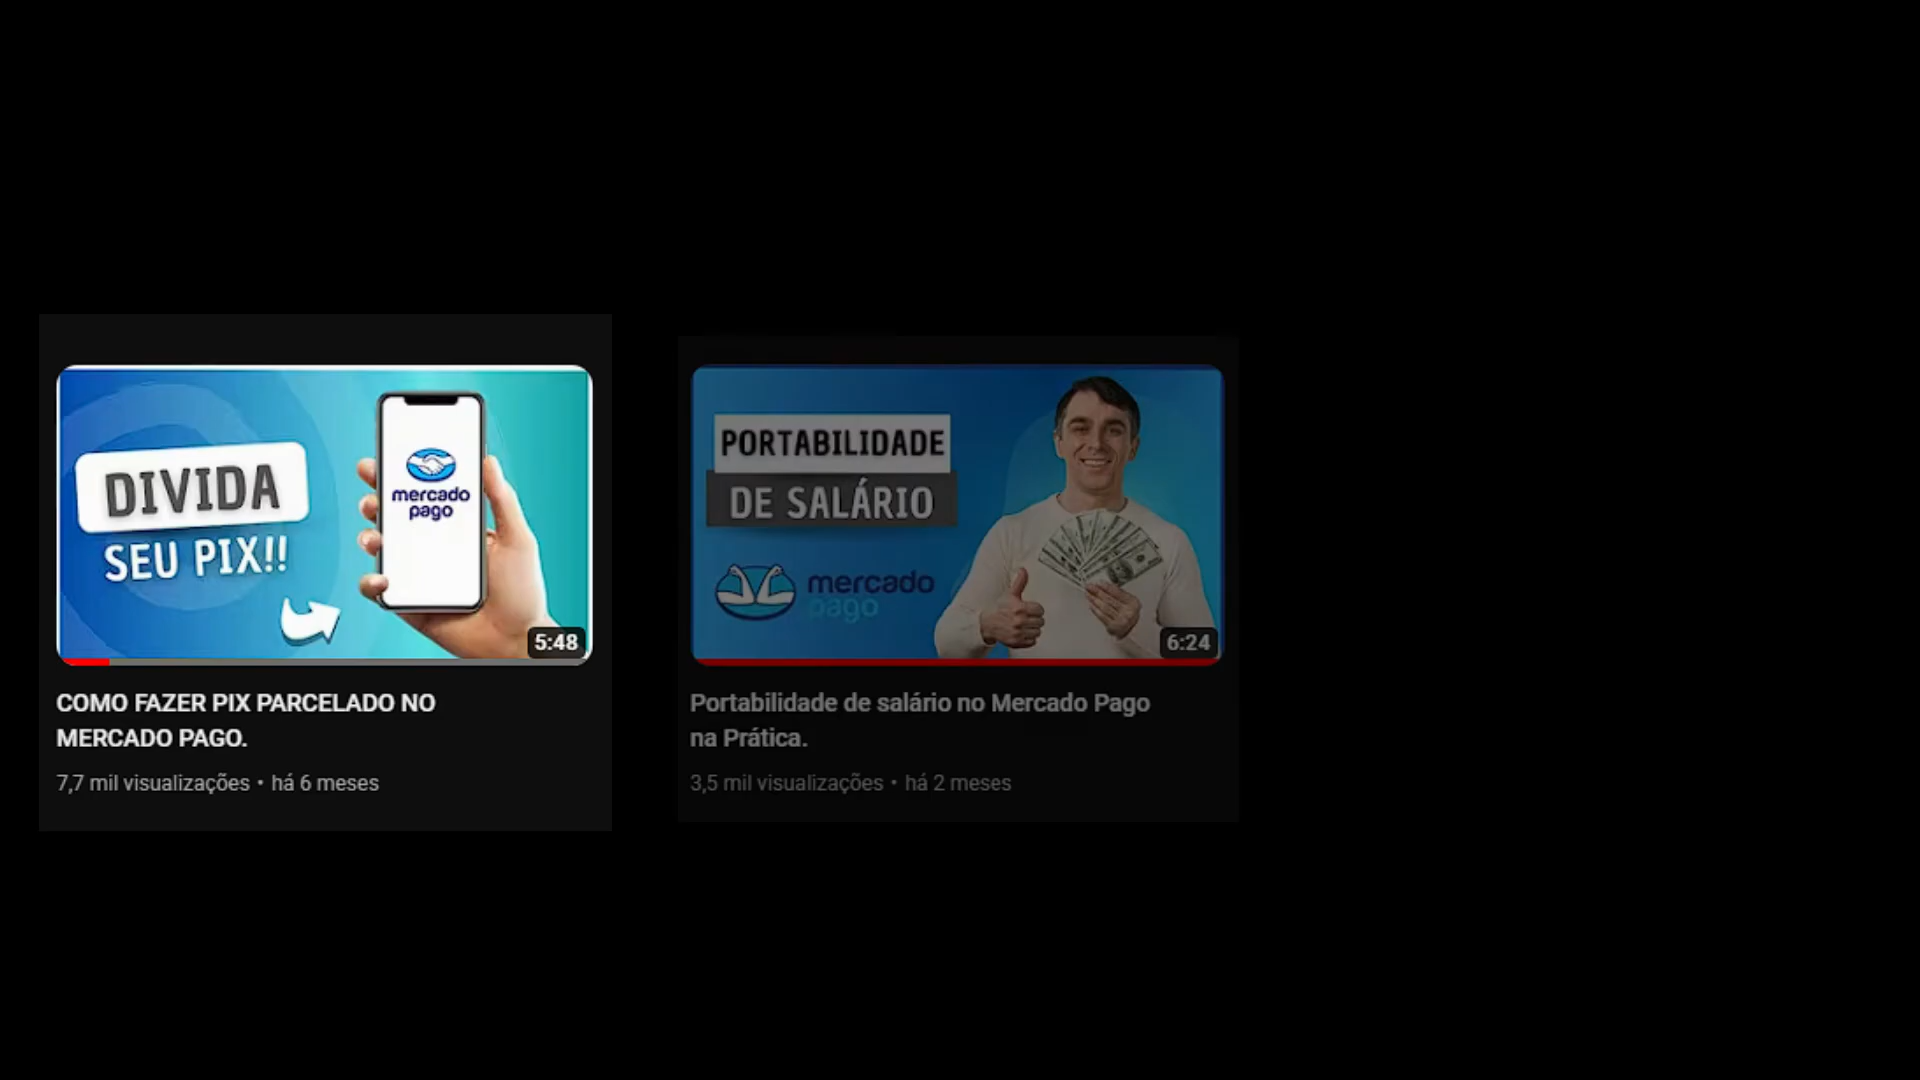 DIVIDA
SEU PIX!!
mercado
pago
5:48
COMO FAZER PIX PARCELADO NO
MERCADO PAGO.
7,7 mil visualizações • há 6 meses
PORTABILIDADE
DE SALÁRIO
mercado
pago
6:24
Portabilidade de salário no Mercado Pago
na Prática.
3,5 mil visualizações • há 2 meses